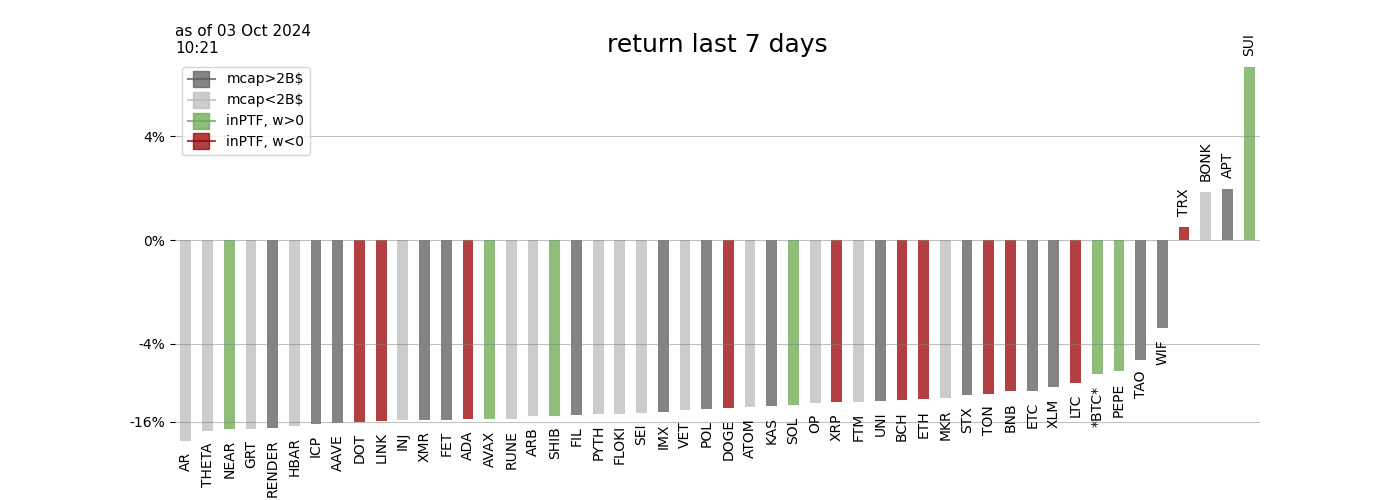 as of 03 Oct 2024
10:21
return last 7 days
mcap>2B$
mcap<2B$
inPTF, w>0
inPTF, w<0
4%
0%
-4%
-16%
AR
THETA
NEAR
GRT
RENDER
HBAR
ICP
AAVE
DOT
LINK
INJ
XMR
FET
ADA
AVAX
RUNE
ARB
SHIB
FIL
PYTH
FLOKI
SEI
IMX
VET
POL
DOGE
ATOM
KAS
SOL
OP
XRP
FTM
UNI
BCH
ETH
MKR
STX
TON
BNB
ETC
XLM
LTC
*BTC*
PEPE
TAO
WIF
TRX
BONK
APT
SUI